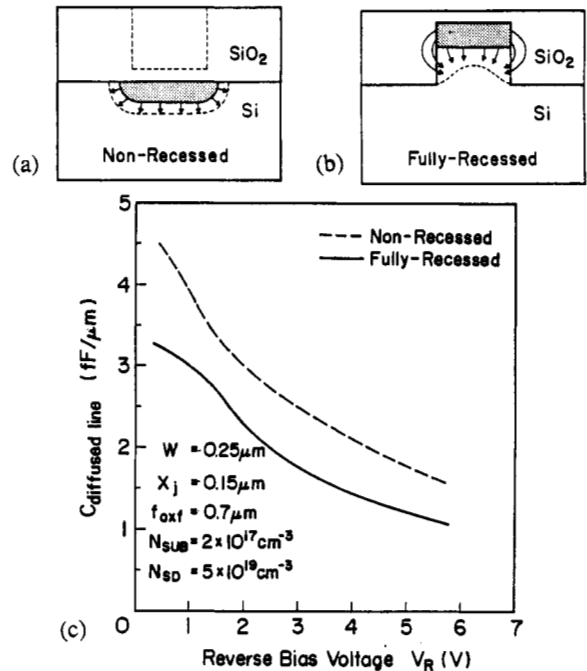 SiO2
Si
Non-Recessed
(a)
(b)
SiO2
Si
Fully-Recessed
5
4
3
2
1
0
1 2 3 4 5 6 7
Cdiffused line (fF/μm)
Reverse Bias Voltage VR (V)
Non-Recessed
Fully-Recessed
W = 0.25μm
Xj = 0.15μm
foxf = 0.7μm
NSUB = 2 × 10^17 cm^-3
NSD = 5 × 10^19 cm^-3
(c)